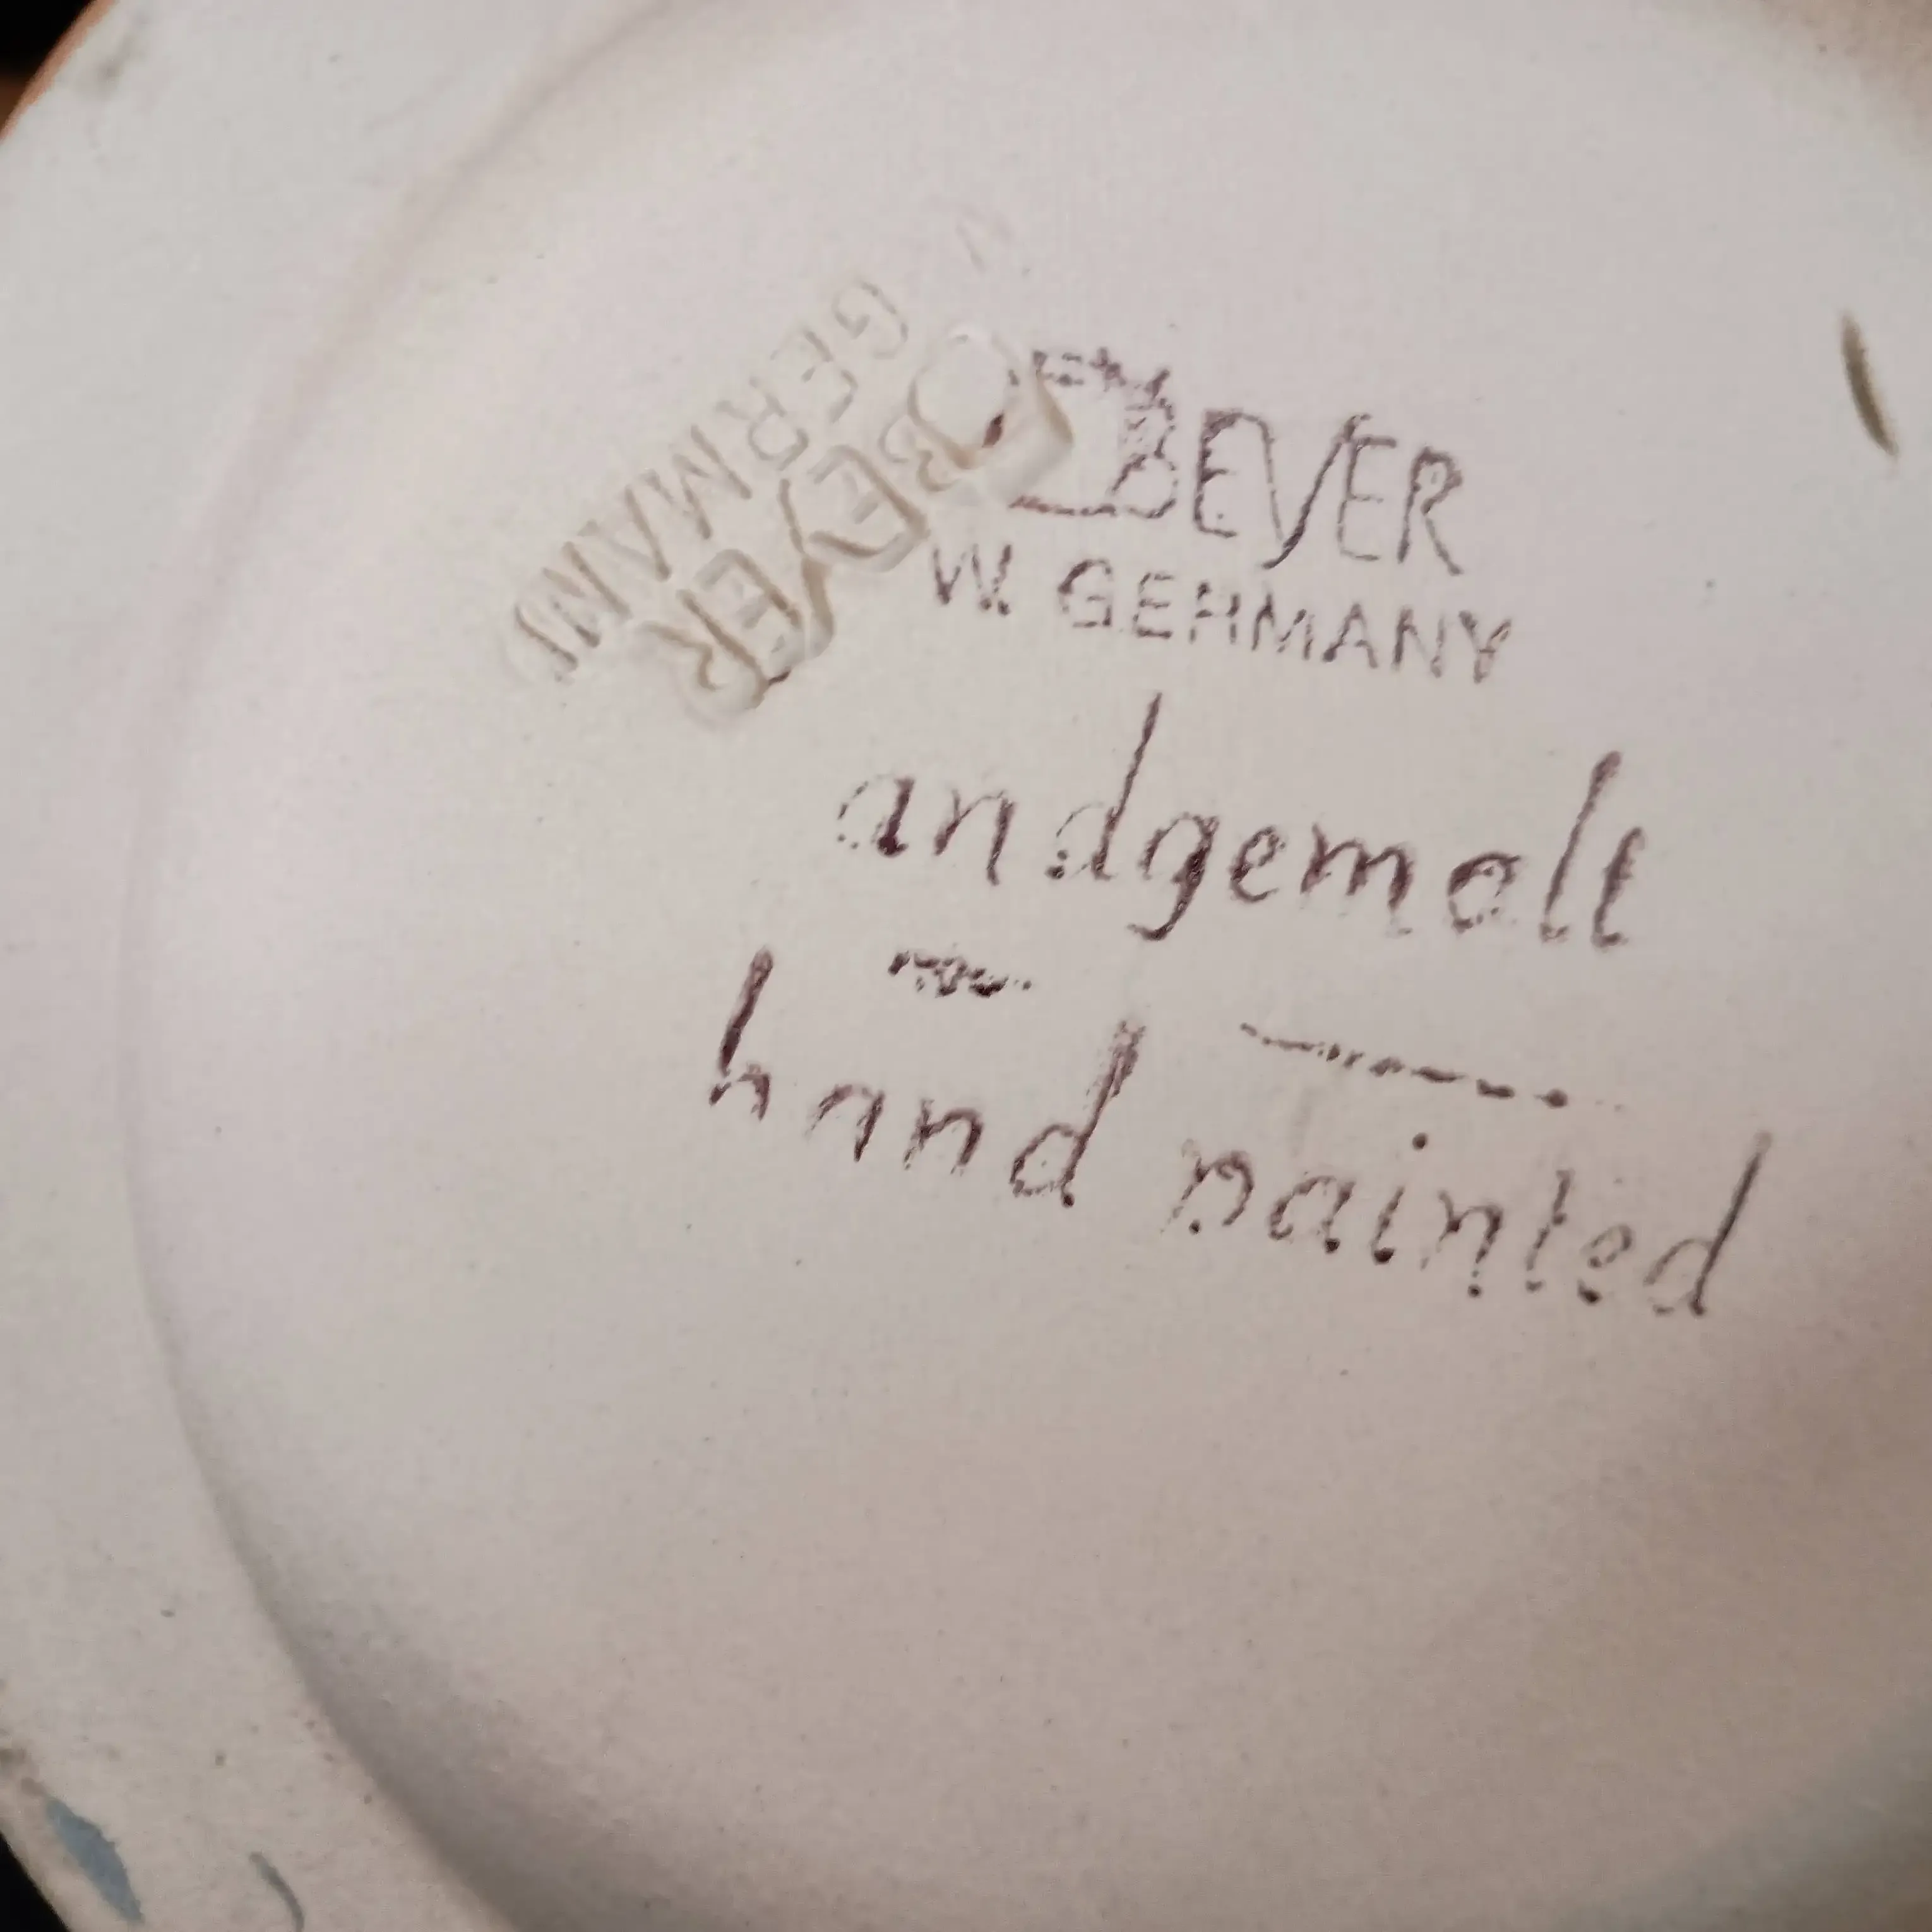 BEYER
W. GERMANY
BEYER
W. GERMANY
andgemalt
hand painted